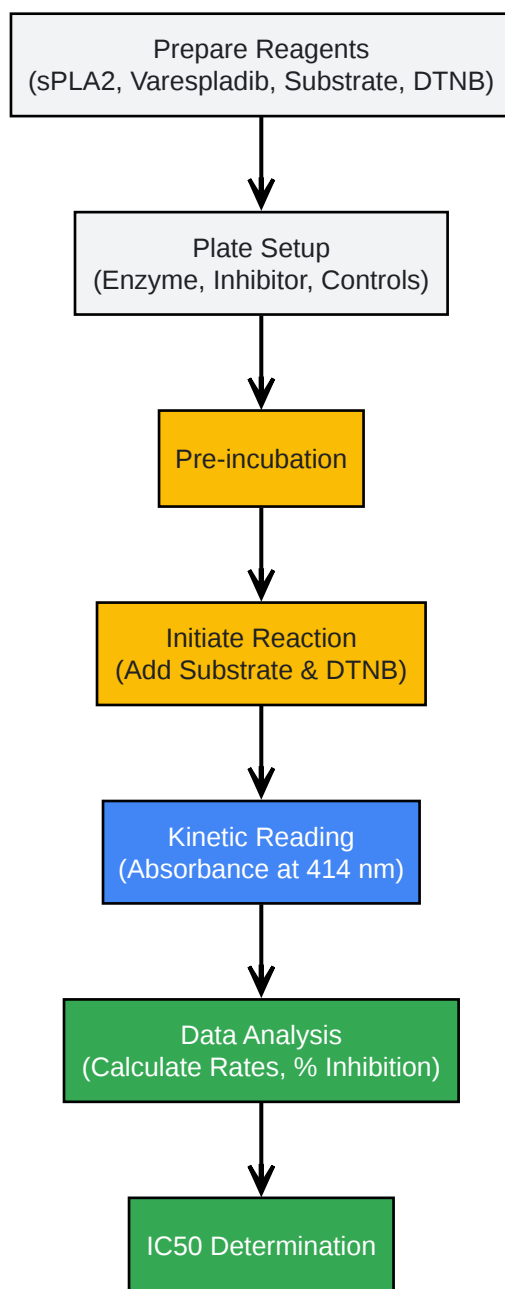 Prepare Reagents
(sPLA2, Varespladib, Substrate, DTNB)
Plate Setup
(Enzyme, Inhibitor, Controls)
Pre-incubation
Initiate Reaction
(Add Substrate & DTNB)
Kinetic Reading
(Absorbance at 414 nm)
Data Analysis
(Calculate Rates, % Inhibition)
IC50 Determination